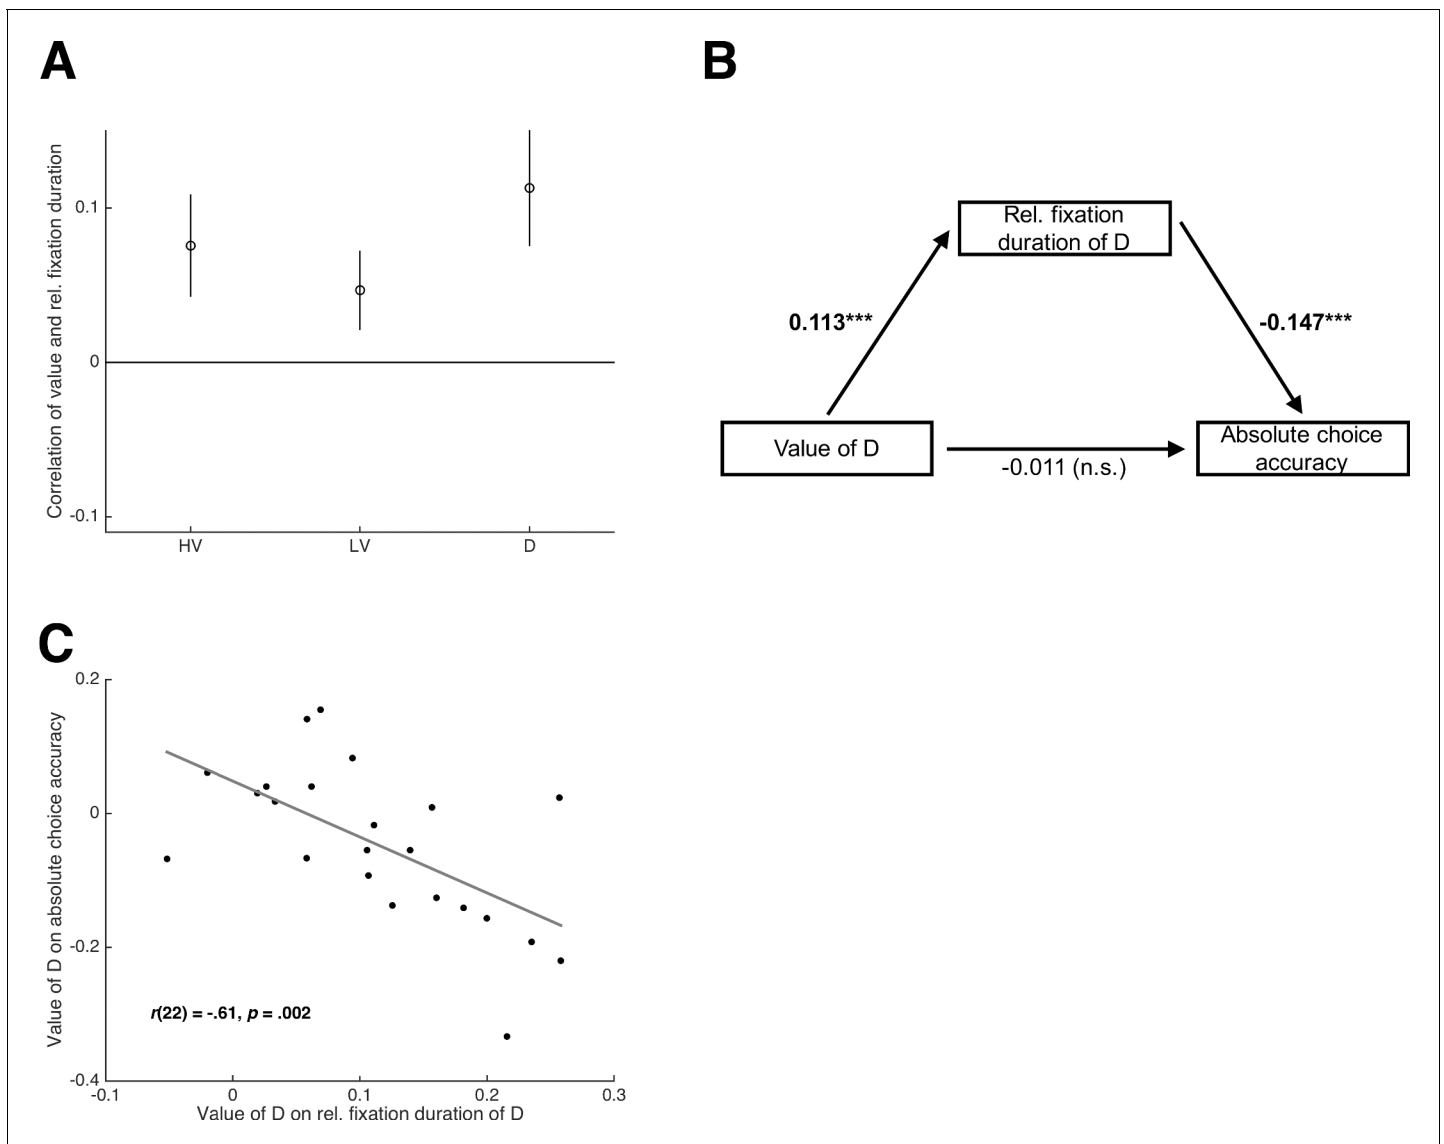 A
Correlation of value and rel. fixation duration
0.1
0
-0.1
HV LV D
B
Rel. fixation
duration of D
0.113***
-0.147***
Value of D
-0.011 (n.s.)
Absolute choice
accuracy
C
Value of D on absolute choice accuracy
0.2
0
-0.2
-0.4
r(22) = -.61, p = .002
-0.1 0 0.1 0.2 0.3
Value of D on rel. fixation duration of D